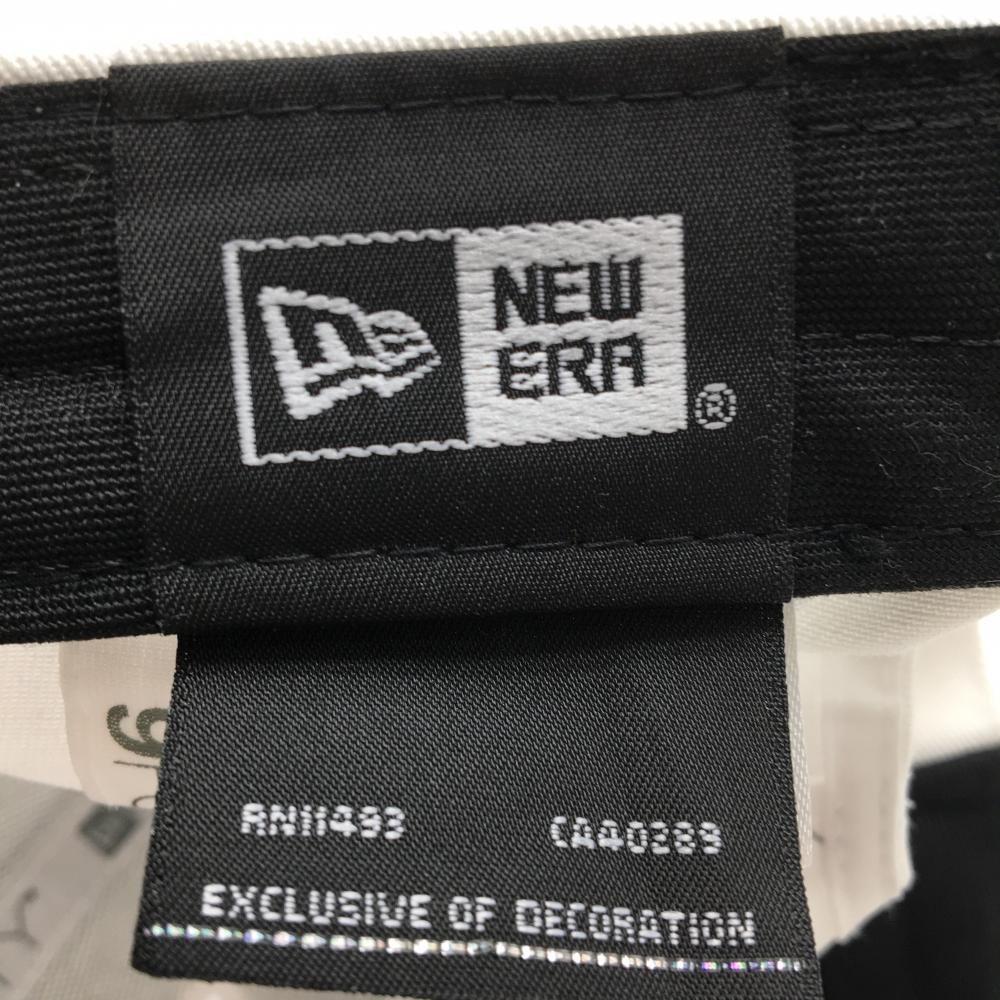 NEW
ERA
®
RN11493 CA40289
EXCLUSIVE OF DECORATION